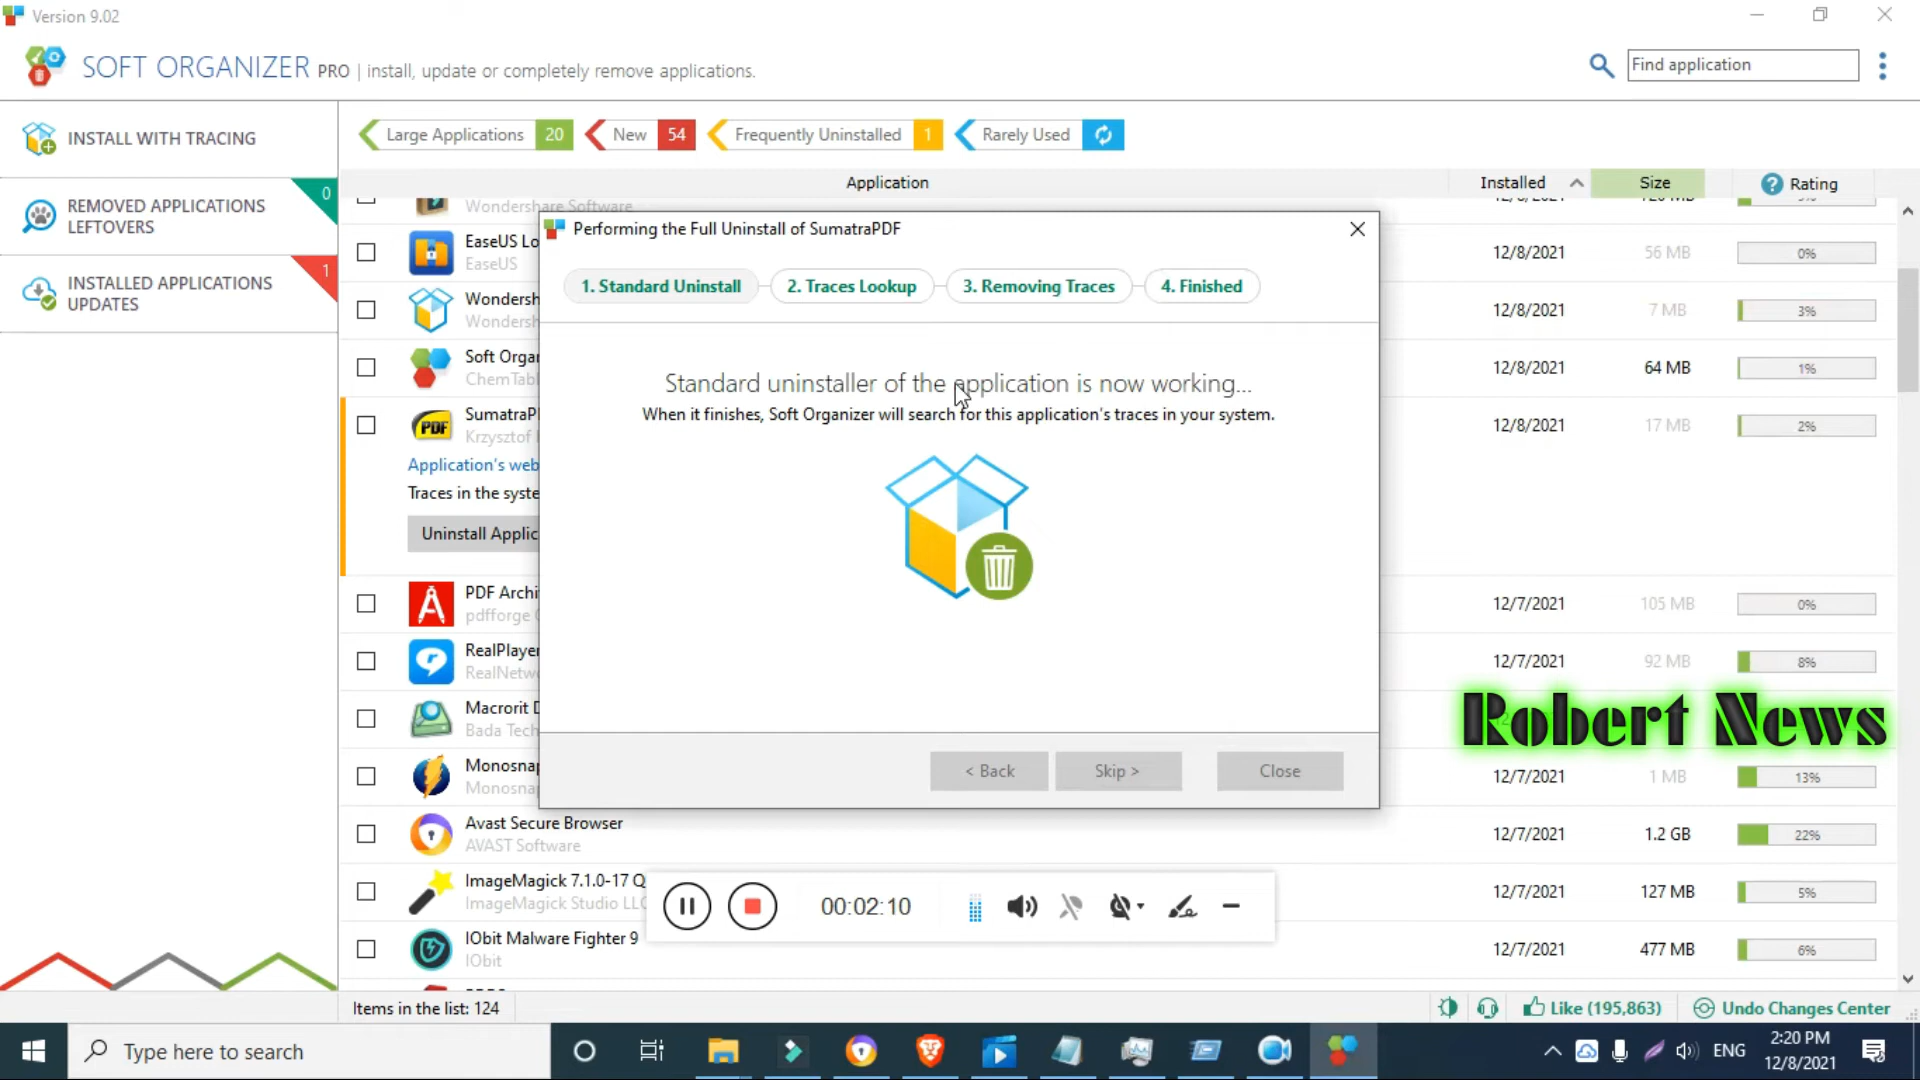 Version 9.02
SOFT ORGANIZER PRO | install, update or completely remove applications.
Find application
INSTALL WITH TRACING
REMOVED APPLICATIONS
LEFTOVERS
0
INSTALLED APPLICATIONS
UPDATES
1
Large Applications 20
New 54
Frequently Uninstalled 1
Rarely Used
Application
Installed
Size
? Rating
Wondershare Software
EaseUS Lo
EaseUS
12/8/2021
56 MB
0%
Wondersh
Wondersh
12/8/2021
7 MB
3%
Soft Orga
ChemTabl
12/8/2021
64 MB
1%
PDF
SumatraP
Krzysztof
12/8/2021
17 MB
2%
Application's web
Traces in the syste
Uninstall Applic
PDF Archi
pdfforge
12/7/2021
105 MB
0%
RealPlayer
RealNetw
12/7/2021
92 MB
8%
Macrorit D
Bada Tech
Monosnap
Monosnap
12/7/2021
1 MB
13%
Avast Secure Browser
AVAST Software
12/7/2021
1.2 GB
22%
ImageMagick 7.1.0-17 Q
ImageMagick Studio LLC
12/7/2021
127 MB
5%
IObit Malware Fighter 9
IObit
12/7/2021
477 MB
6%
Performing the Full Uninstall of SumatraPDF
1. Standard Uninstall
2. Traces Lookup
3. Removing Traces
4. Finished
Standard uninstaller of the application is now working...
When it finishes, Soft Organizer will search for this application's traces in your system.
< Back
Skip >
Close
Robert News
00:02:10
Items in the list: 124
Like (195,863)
Undo Changes Center
Type here to search
ENG
2:20 PM
12/8/2021